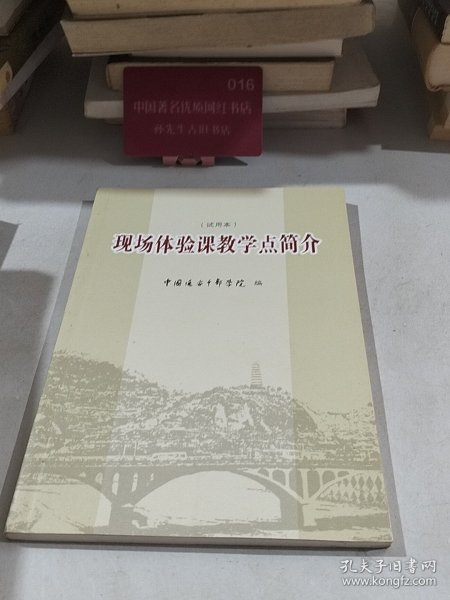 016
中国著名优质网红书店
孙先生古旧书店
（试用本）
现场体验课教学点简介
中国延安干部学院 编
孔夫子旧书网
www.kongfz.com